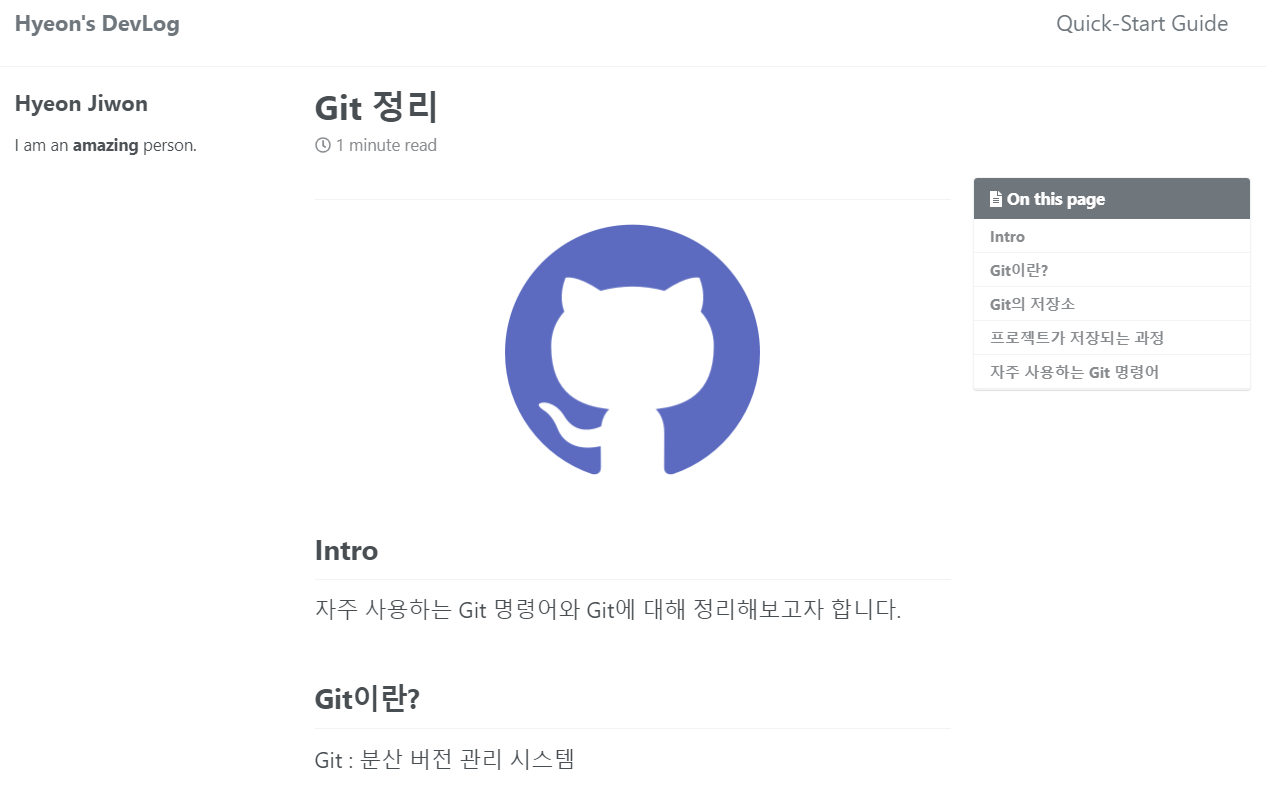 Hyeon's DevLog
Quick-Start Guide
Hyeon Jiwon
I am an amazing person.
Git 정리
1 minute read
On this page
Intro
Git이란?
Git의 저장소
프로젝트가 저장되는 과정
자주 사용하는 Git 명령어
Intro
자주 사용하는 Git 명령어와 Git에 대해 정리해보고자 합니다.
Git이란?
Git : 분산 버전 관리 시스템